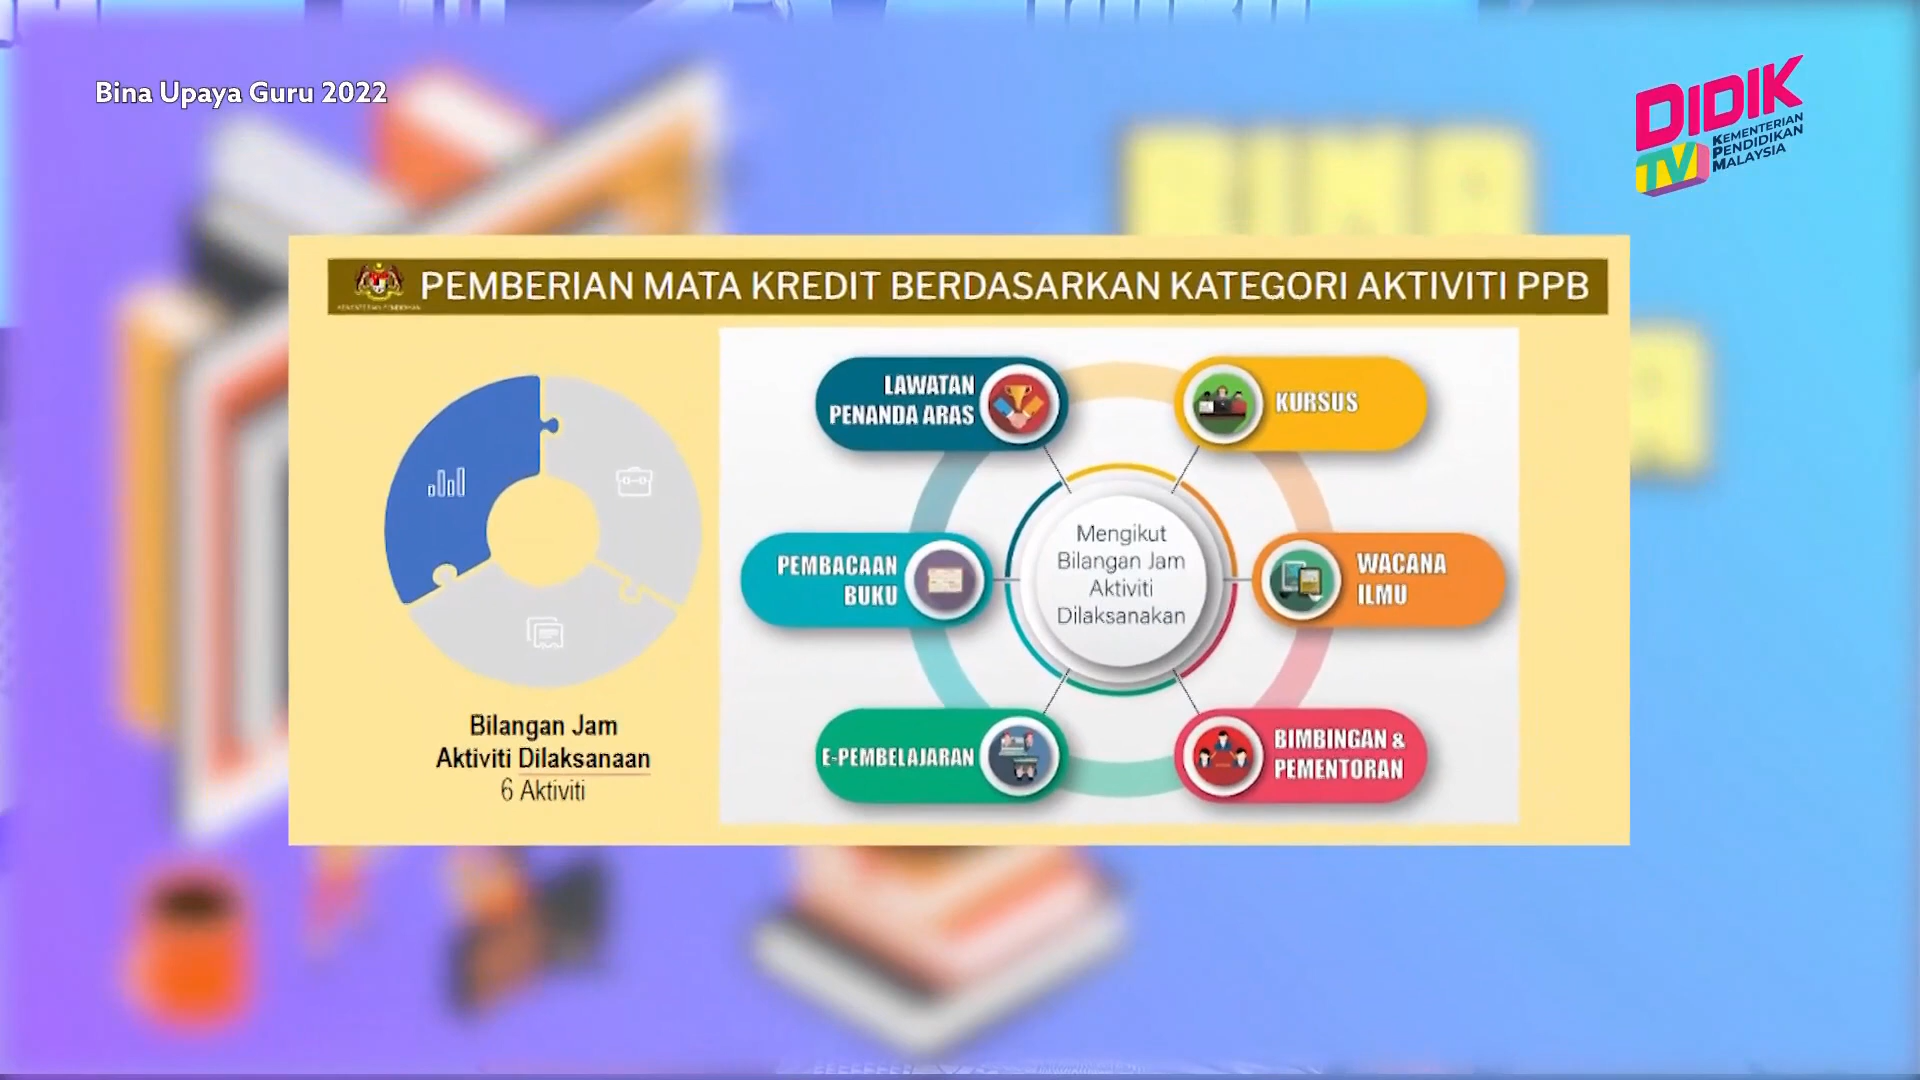 Bina Upaya Guru 2022
DIDIK
TV
KEMENTERIAN
PENDIDIKAN
MALAYSIA
PEMBERIAN MATA KREDIT BERDASARKAN KATEGORI AKTIVITI PPB
Bilangan Jam
Aktiviti Dilaksanaan
6 Aktiviti
LAWATAN
PENANDA ARAS
KURSUS
PEMBACAAN
BUKU
Mengikut
Bilangan Jam
Aktiviti
Dilaksanakan
WACANA
ILMU
E-PEMBELAJARAN
BIMBINGAN &
PEMENTORAN